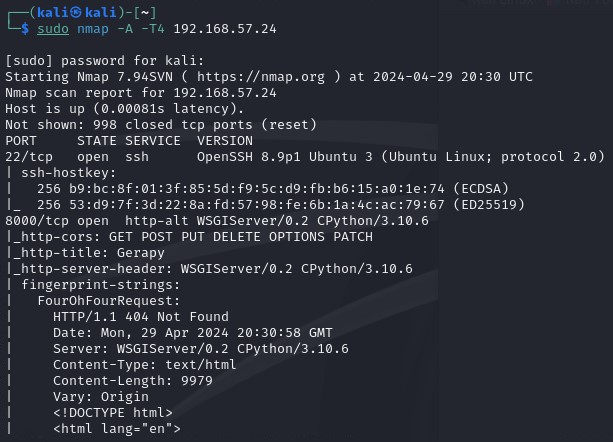 ┌──(kali㉿kali)-[~]
└─$ sudo nmap -A -T4 192.168.57.24
[sudo] password for kali:
Starting Nmap 7.94SVN ( https://nmap.org ) at 2024-04-29 20:30 UTC
Nmap scan report for 192.168.57.24
Host is up (0.00081s latency).
Not shown: 998 closed tcp ports (reset)
PORT     STATE SERVICE  VERSION
22/tcp   open  ssh      OpenSSH 8.9p1 Ubuntu 3 (Ubuntu Linux; protocol 2.0)
| ssh-hostkey:
|   256 b9:bc:8f:01:3f:85:5d:f9:5c:d9:fb:b6:15:a0:1e:74 (ECDSA)
|_  256 53:d9:7f:3d:22:8a:fd:57:98:fe:6b:1a:4c:ac:79:67 (ED25519)
8000/tcp open  http-alt WSGIServer/0.2 CPython/3.10.6
|_http-cors: GET POST PUT DELETE OPTIONS PATCH
|_http-title: Gerapy
|_http-server-header: WSGIServer/0.2 CPython/3.10.6
| fingerprint-strings:
|   FourOhFourRequest:
|     HTTP/1.1 404 Not Found
|     Date: Mon, 29 Apr 2024 20:30:58 GMT
|     Server: WSGIServer/0.2 CPython/3.10.6
|     Content-Type: text/html
|     Content-Length: 9979
|     Vary: Origin
|     <!DOCTYPE html>
|     <html lang="en">